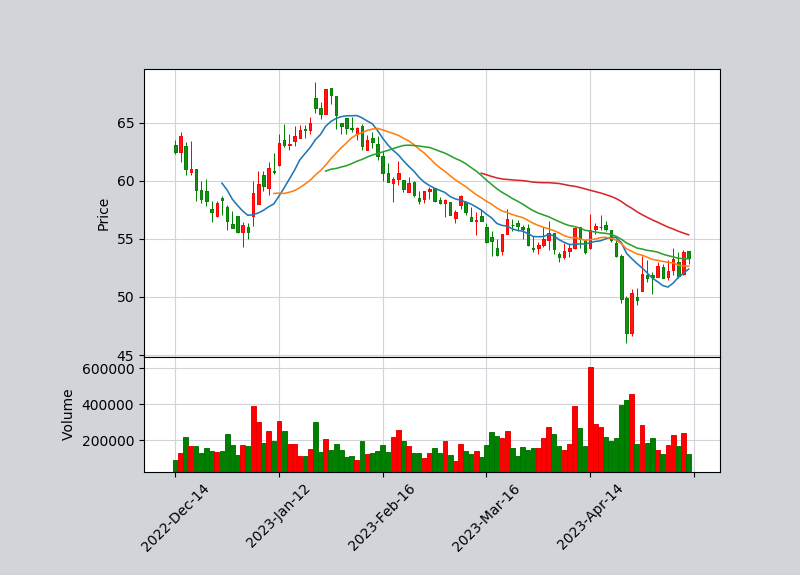 Price
65
60
55
50
45
Volume
600000
400000
200000
2022-Dec-14
2023-Jan-12
2023-Feb-16
2023-Mar-16
2023-Apr-14